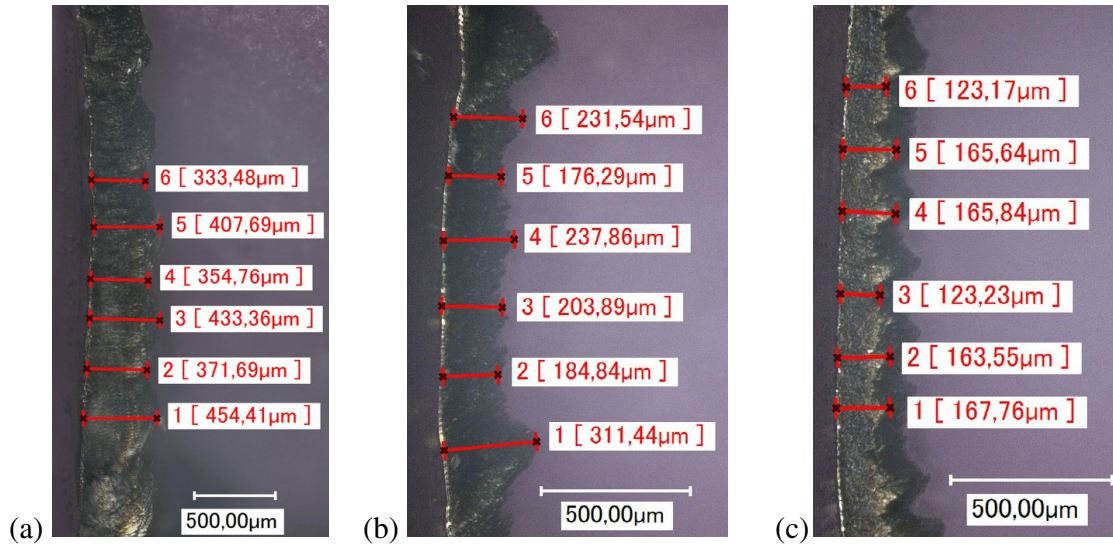 6 [ 333,48µm ]
5 [ 407,69µm ]
4 [ 354,76µm ]
3 [ 433,36µm ]
2 [ 371,69µm ]
1 [ 454,41µm ]
500,00µm
(a)
6 [ 231,54µm ]
5 [ 176,29µm ]
4 [ 237,86µm ]
3 [ 203,89µm ]
2 [ 184,84µm ]
1 [ 311,44µm ]
500,00µm
(b)
6 [ 123,17µm ]
5 [ 165,64µm ]
4 [ 165,84µm ]
3 [ 123,23µm ]
2 [ 163,55µm ]
1 [ 167,76µm ]
500,00µm
(c)